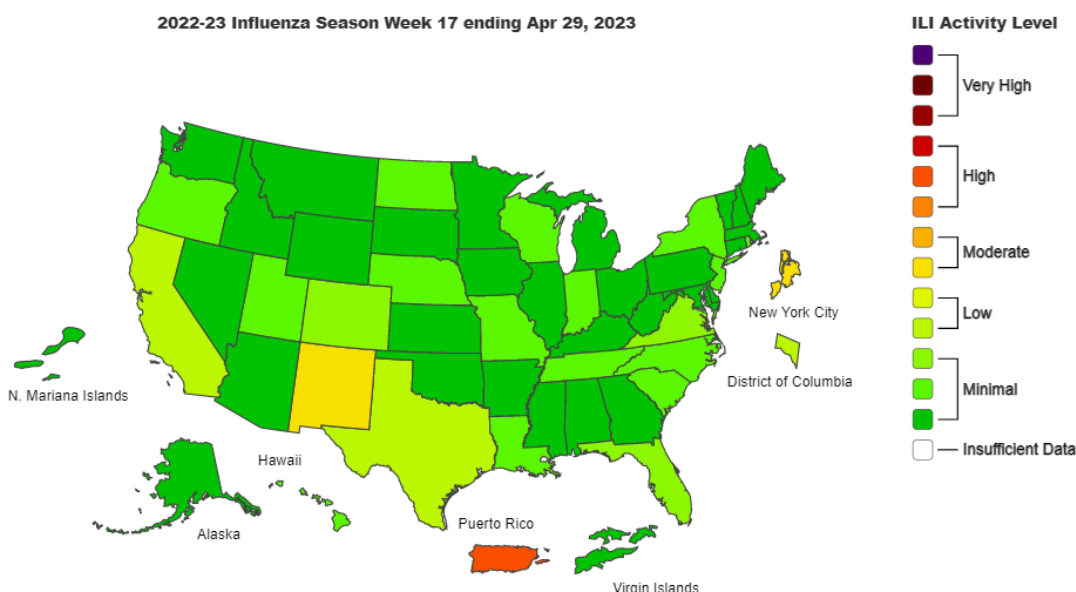 2022-23 Influenza Season Week 17 ending Apr 29, 2023
ILI Activity Level
Very High
High
Moderate
Low
Minimal
Insufficient Data
New York City
District of Columbia
N. Mariana Islands
Hawaii
Alaska
Puerto Rico
Virgin Islands